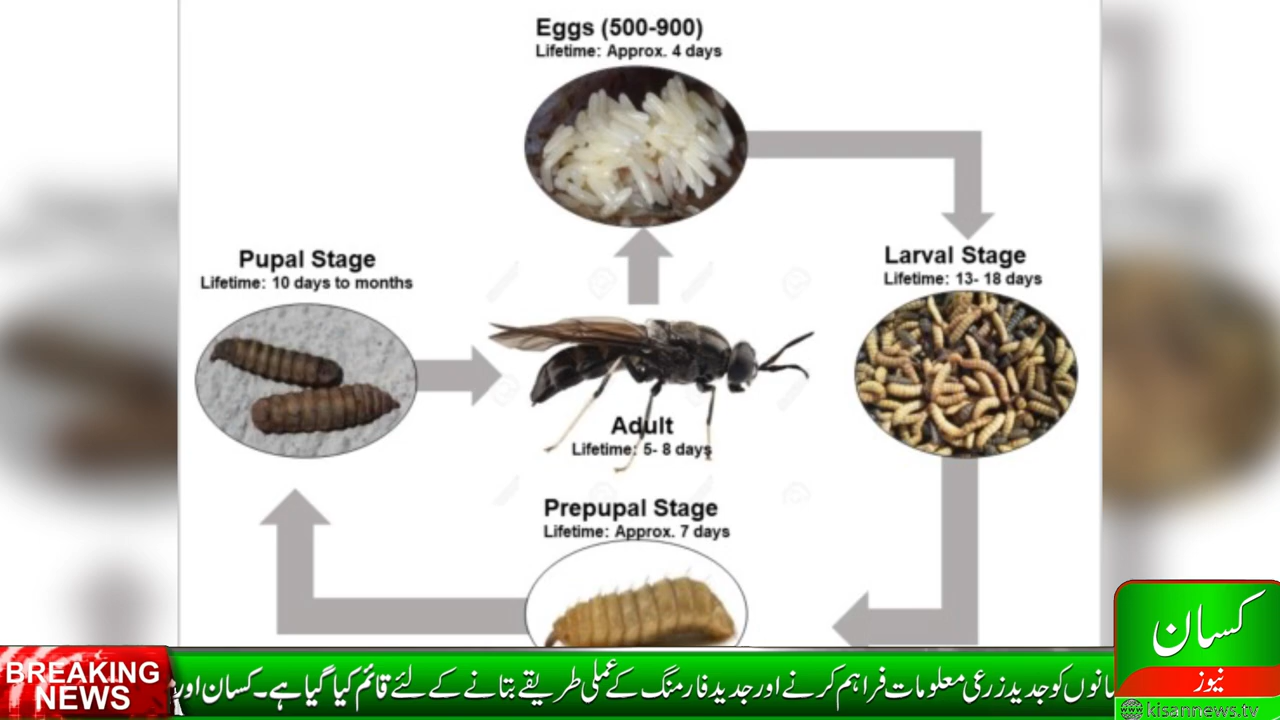 Eggs (500-900)
Lifetime: Approx. 4 days
Pupal Stage
Lifetime: 10 days to months
Larval Stage
Lifetime: 13- 18 days
Adult
Lifetime: 5- 8 days
Prepupal Stage
Lifetime: Approx. 7 days
کسان
نیوز
kisannews.tv
BREAKING
NEWS
انوں کو جدید زرعی معلومات فراہم کرنے اور جدید فارمنگ کے عملی طریقے بتانے کے لئے قائم کیا گیا ہے۔ کسان اور